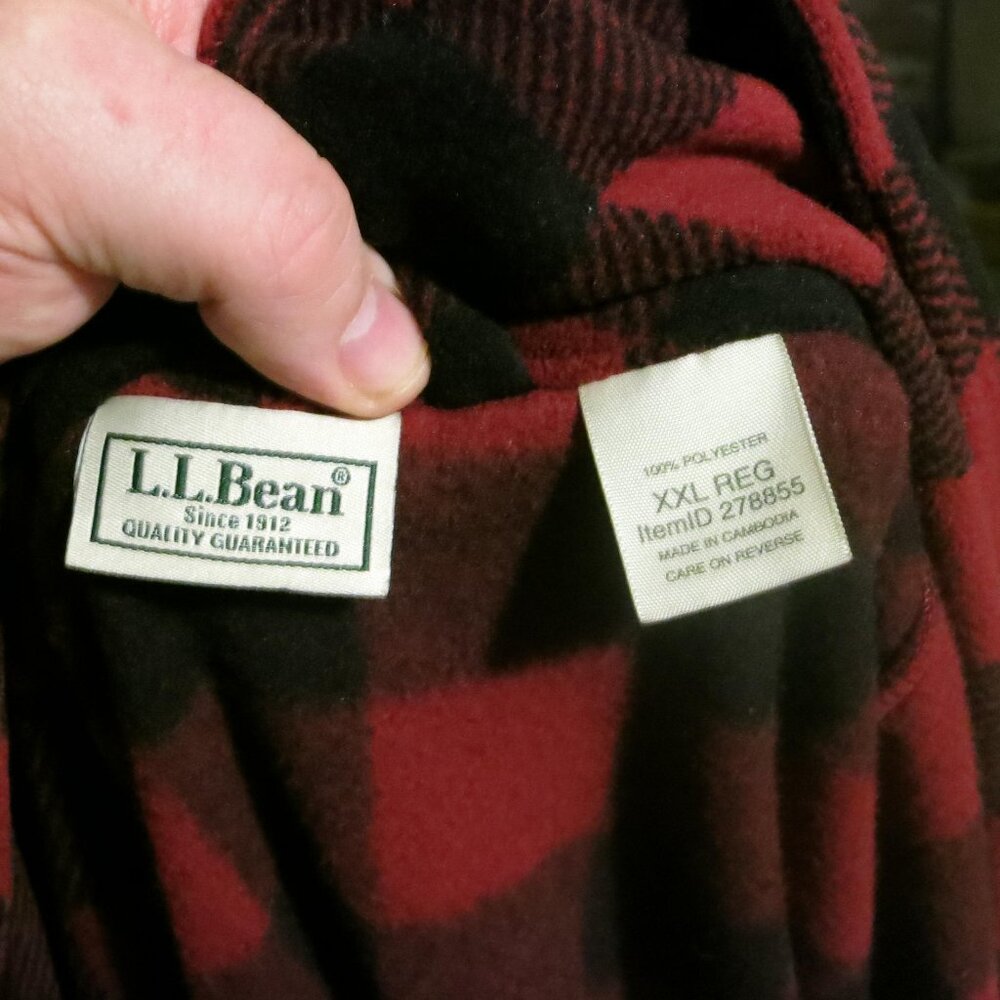 L.L.Bean®
Since 1912
QUALITY GUARANTEED
100% POLYESTER
XXL REG
ItemID 278855
MADE IN CAMBODIA
CARE ON REVERSE